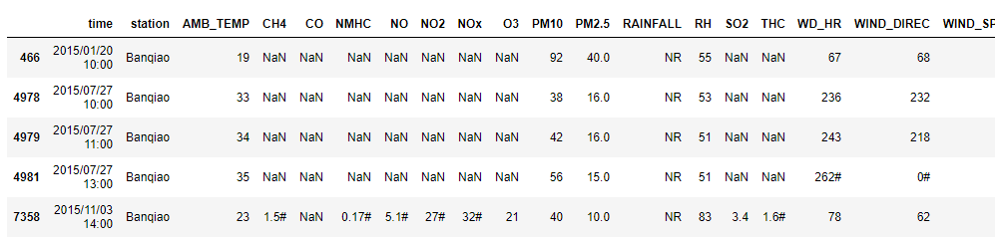 time station AMB_TEMP CH4 CO NMHC NO NO2 NOx O3 PM10 PM2.5 RAINFALL RH SO2 THC WD_HR WIND_DIREC WIND_SP
466 2015/01/20 10:00 Banqiao 19 NaN NaN NaN NaN NaN NaN NaN 92 40.0 NR 55 NaN NaN 67 68
4978 2015/07/27 10:00 Banqiao 33 NaN NaN NaN NaN NaN NaN NaN 38 16.0 NR 53 NaN NaN 236 232
4979 2015/07/27 11:00 Banqiao 34 NaN NaN NaN NaN NaN NaN NaN 42 16.0 NR 51 NaN NaN 243 218
4981 2015/07/27 13:00 Banqiao 35 NaN NaN NaN NaN NaN NaN NaN 56 15.0 NR 51 NaN NaN 262# 0#
7358 2015/11/03 14:00 Banqiao 23 1.5# NaN 0.17# 5.1# 27# 32# 21 40 10.0 NR 83 3.4 1.6# 78 62